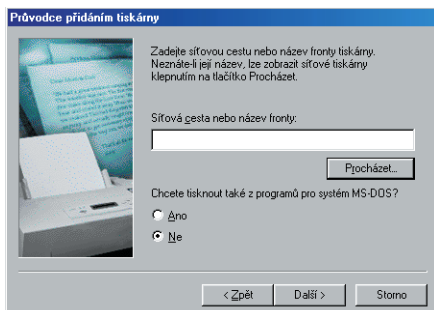 Průvodce přidáním tiskárny
Zadejte síťovou cestu nebo název fronty tiskárny.
Neznáte-li její název, lze zobrazit síťové tiskárny
klepnutím na tlačítko Procházet.
Síťová cesta nebo název fronty:
Procházet...
Chcete tisknout také z programů pro systém MS-DOS?
Ano
Ne
< Zpět
Další >
Storno